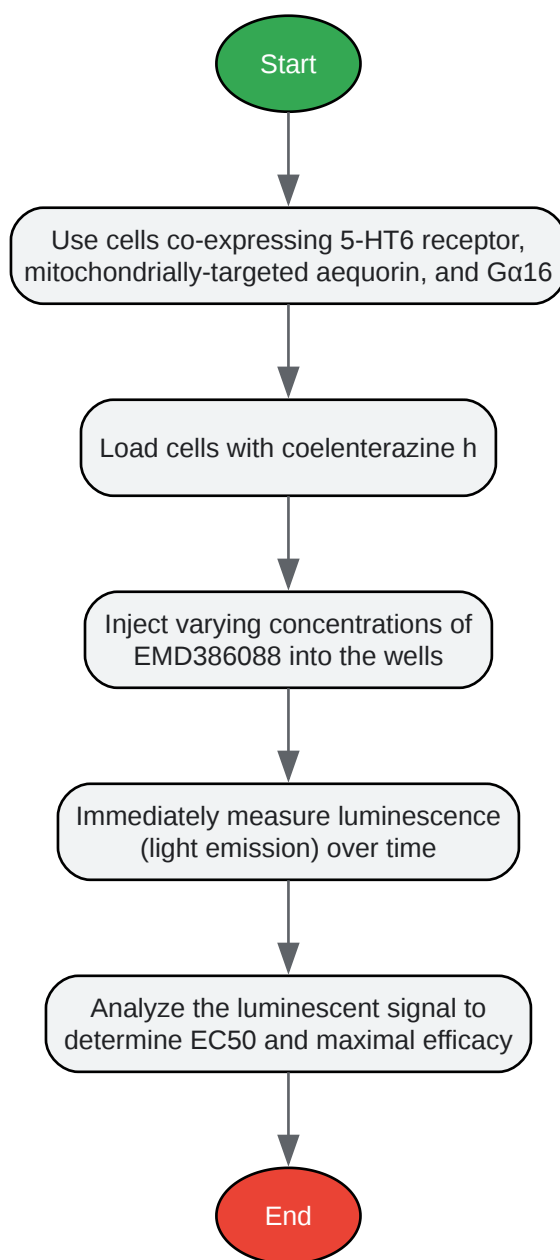 Start
Use cells co-expressing 5-HT6 receptor,
mitochondrially-targeted aequorin, and Gα16
Load cells with coelenterazine h
Inject varying concentrations of
EMD386088 into the wells
Immediately measure luminescence
(light emission) over time
Analyze the luminescent signal to
determine EC50 and maximal efficacy
End